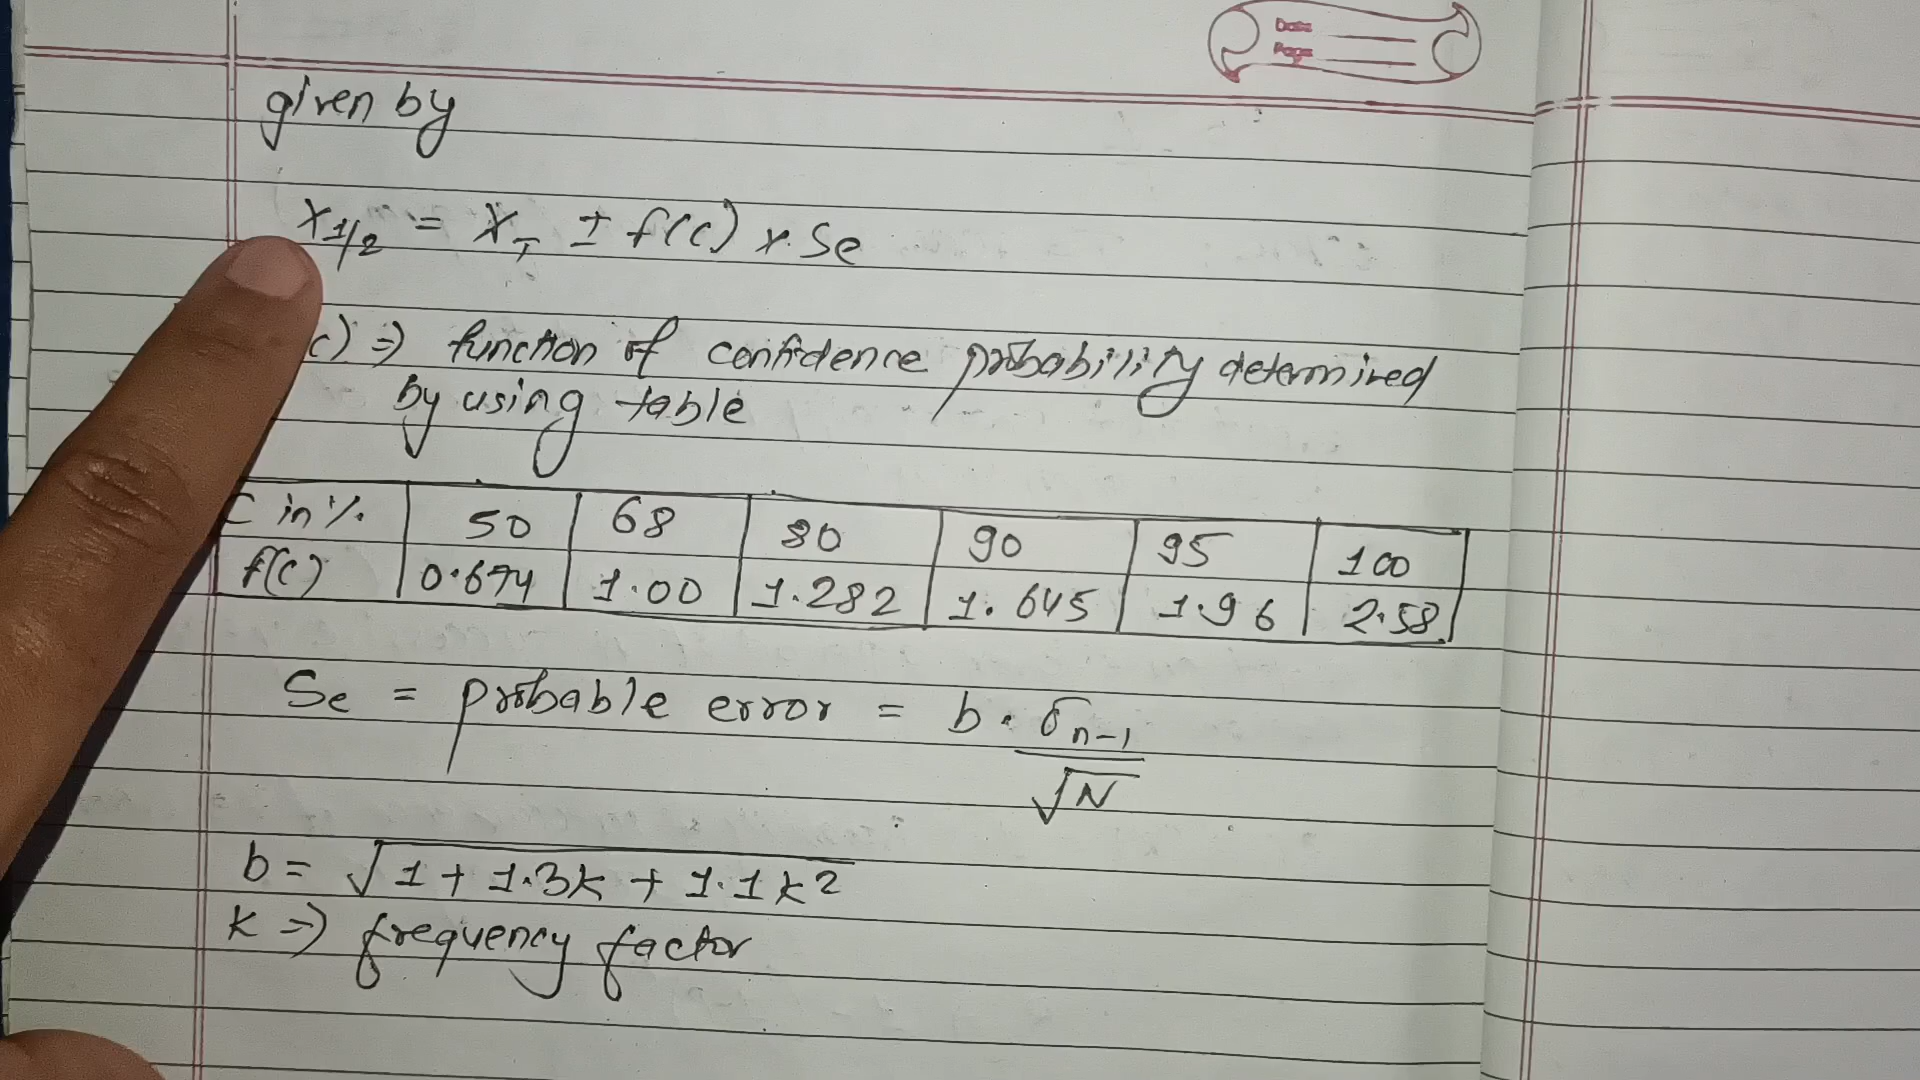 Date
Page
given by
X1/2 = XT ± f(c) x Se
c) ⇒ function of confidence probability determined
by using table
C in % 50 68 80 90 95 100
f(c) 0.674 1.00 1.282 1.645 1.96 2.58
Se = probable error = b. σn-1
√N
b = √1 + 1.3k + 1.1k²
K ⇒ frequency factor